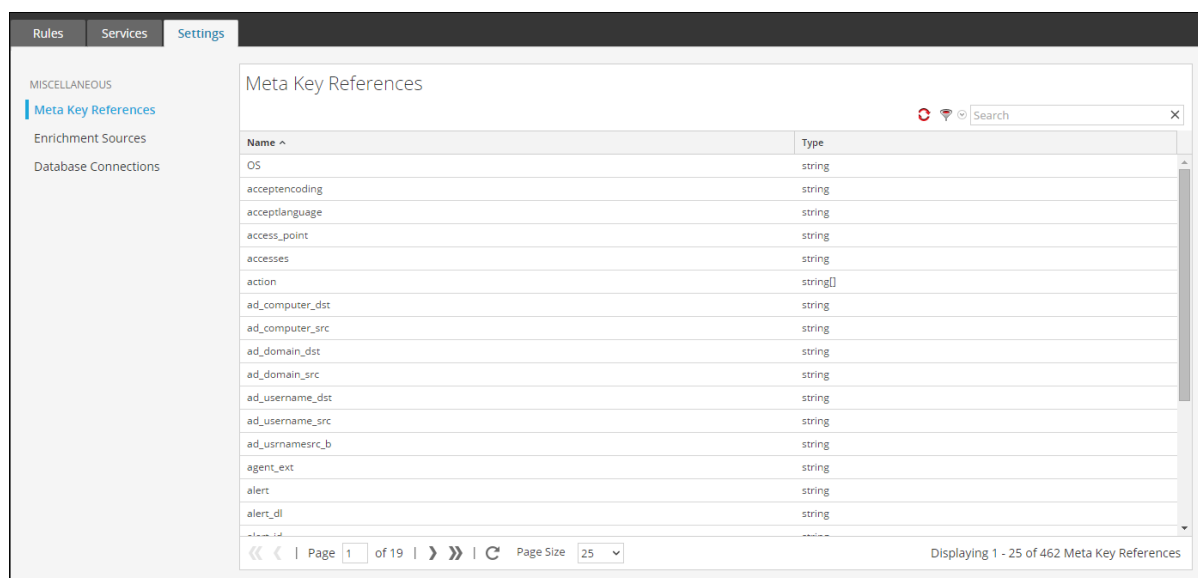 Rules Services Settings
MISCELLANEOUS
Meta Key References
Enrichment Sources
Database Connections
Meta Key References
Search
Name Type
OS string
acceptencoding string
acceptlanguage string
access_point string
accesses string
action string[]
ad_computer_dst string
ad_computer_src string
ad_domain_dst string
ad_domain_src string
ad_username_dst string
ad_username_src string
ad_usrnamesrc_b string
agent_ext string
alert string
alert_dl string
Page 1 of 19 Page Size 25 Displaying 1 - 25 of 462 Meta Key References